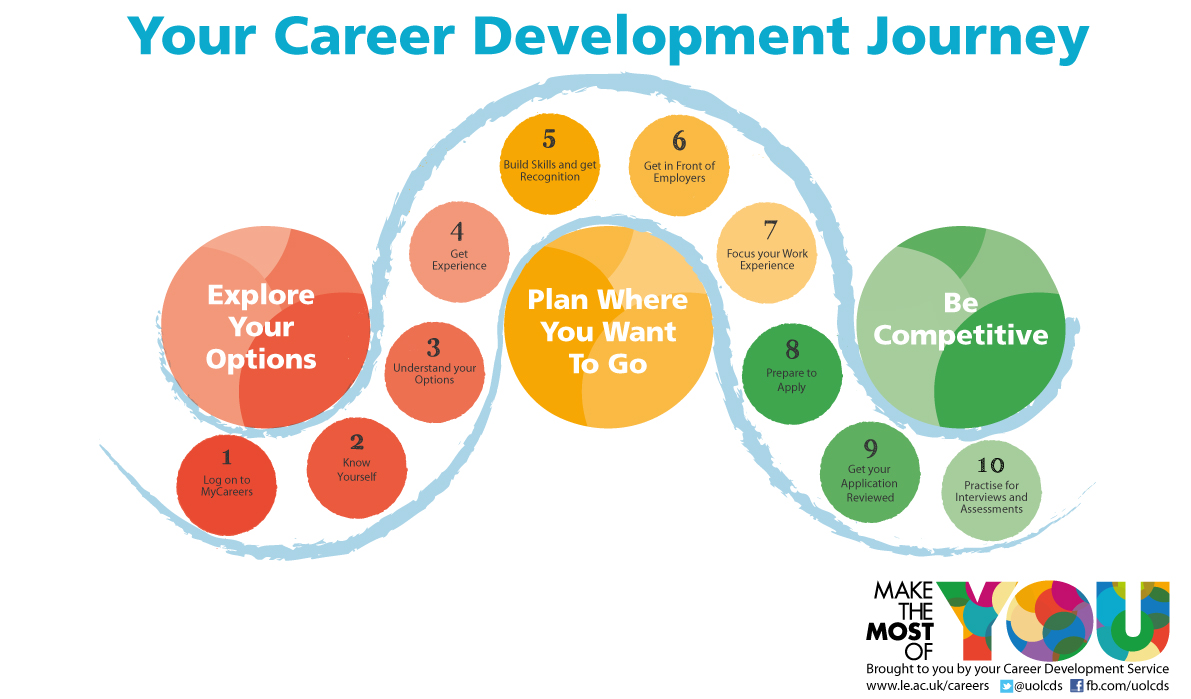 Your Career Development Journey
Explore
Your
Options
1
Log on to
MyCareers
2
Know
Yourself
3
Understand your
Options
4
Get
Experience
Plan Where
You Want
To Go
5
Build Skills and get
Recognition
6
Get in Front of
Employers
7
Focus your Work
Experience
Be
Competitive
8
Prepare to
Apply
9
Get your
Application
Reviewed
10
Practise for
Interviews and
Assessments
MAKE
THE
MOST
OF
YOU
Brought to you by your Career Development Service
www.le.ac.uk/careers @uolcds fb.com/uolcds